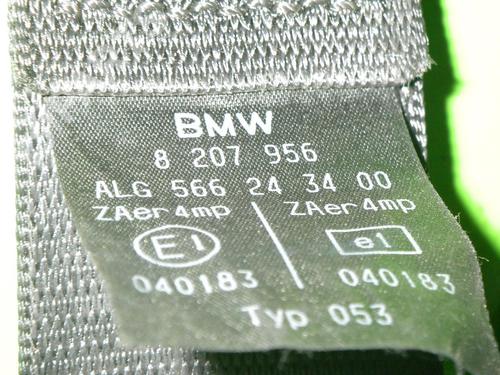 BMW
8 207 956
ALG 566 24 34 00
ZAer4mp ZAer4mp
E1 e1
040183 040183
Typ 053